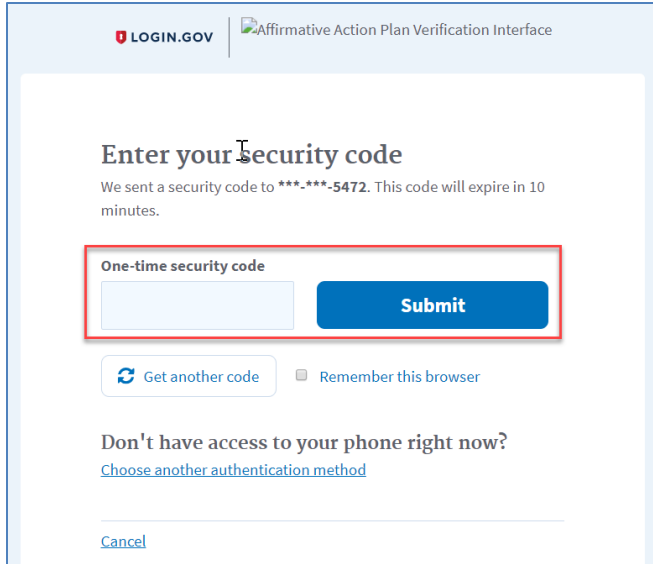 LOGIN.GOV
Affirmative Action Plan Verification Interface
Enter your security code
We sent a security code to ***-***-5472. This code will expire in 10
minutes.
One-time security code
Submit
Get another code
Remember this browser
Don't have access to your phone right now?
Choose another authentication method
Cancel